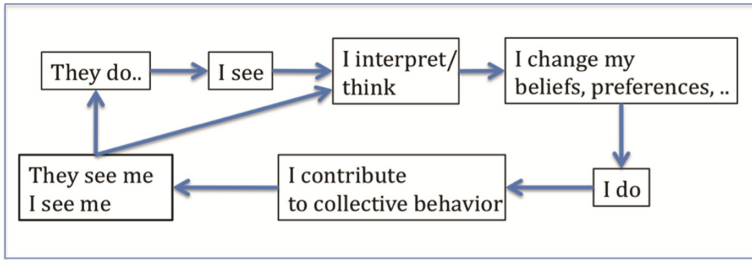 They do..
I see
I interpret/
think
I change my
beliefs, preferences, ..
I do
I contribute
to collective behavior
They see me
I see me